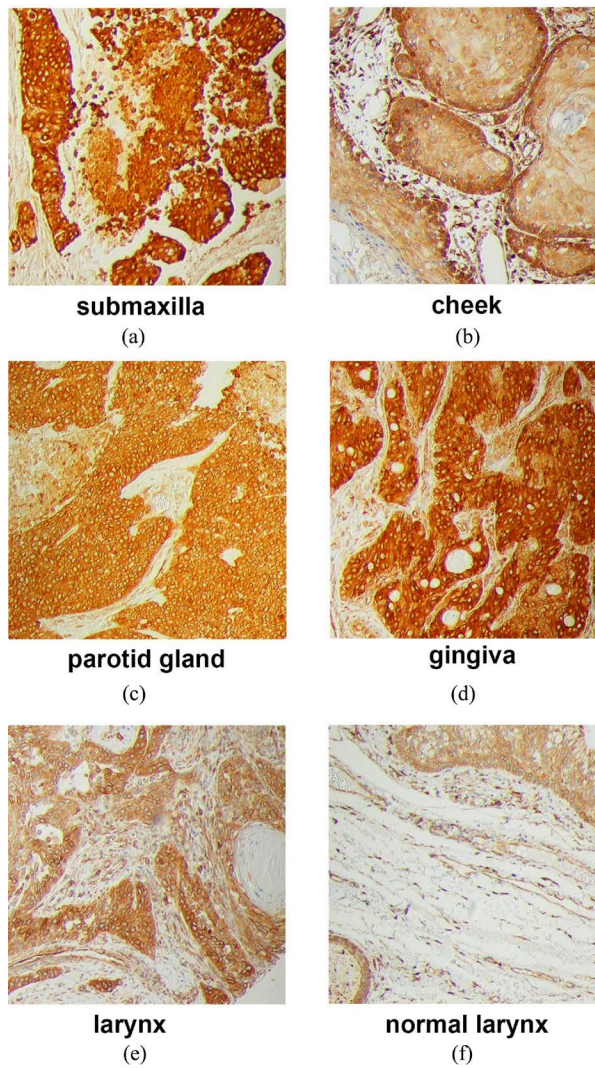 submaxilla
(a)
cheek
(b)
parotid gland
(c)
gingiva
(d)
larynx
(e)
normal larynx
(f)